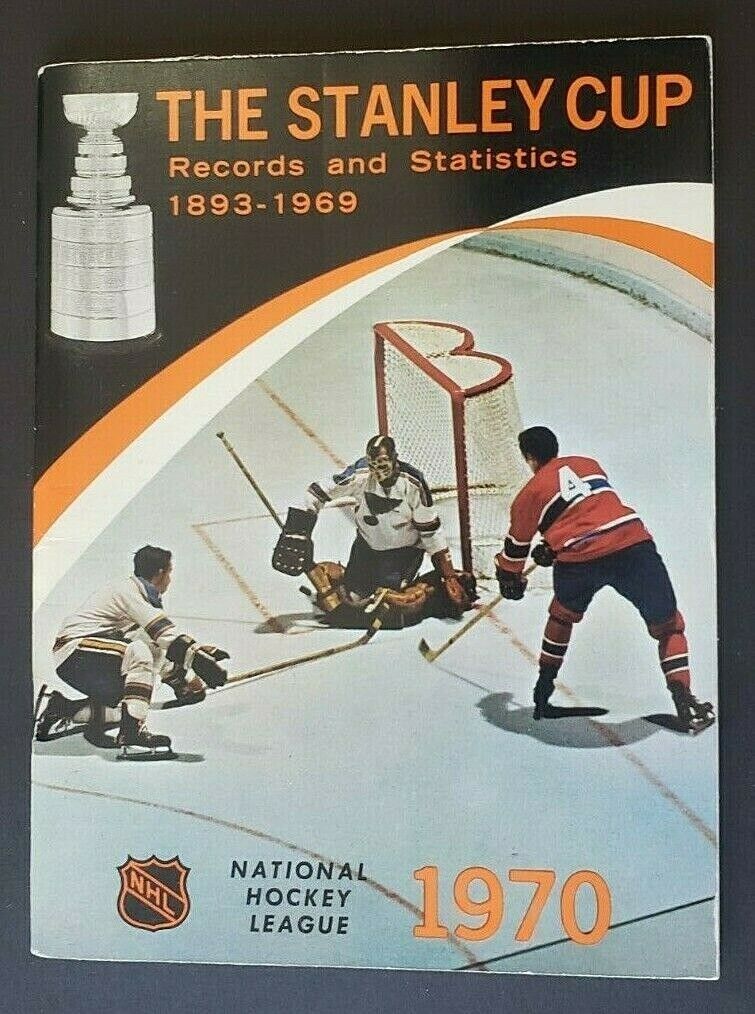 THE STANLEY CUP
Records and Statistics
1893-1969
4
NHL
NATIONAL
HOCKEY
LEAGUE
1970